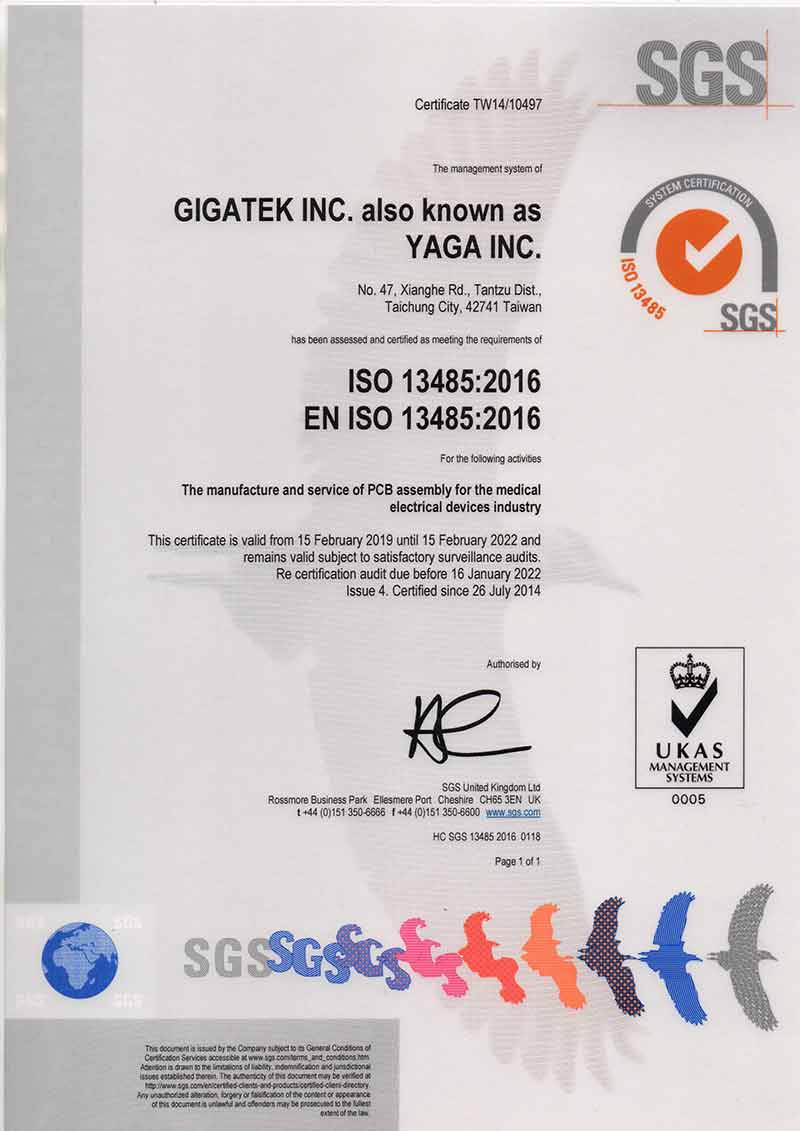 SGS
Certificate TW14/10497
The management system of
GIGATEK INC. also known as
YAGA INC.
SYSTEM CERTIFICATION
ISO 13485
SGS
No. 47, Xianghe Rd., Tantzu Dist.,
Taichung City, 42741 Taiwan
has been assessed and certified as meeting the requirements of
ISO 13485:2016
EN ISO 13485:2016
For the following activities
The manufacture and service of PCB assembly for the medical
electrical devices industry
This certificate is valid from 15 February 2019 until 15 February 2022 and
remains valid subject to satisfactory surveillance audits.
Re certification audit due before 16 January 2022
Issue 4. Certified since 26 July 2014
Authorised by
UKAS
MANAGEMENT
SYSTEMS
0005
SGS United Kingdom Ltd
Rossmore Business Park Ellesmere Port Cheshire CH65 3EN UK
t +44 (0)151 350-6666 f +44 (0)151 350-6600 www.sgs.com
HC SGS 13485 2016 0118
Page 1 of 1
SGS SGS
SGS SGS SGS
SGS SGS
This document is issued by the Company subject to its General Conditions of
Certification Services accessible at www.sgs.com/terms_and_conditions.htm.
Attention is drawn to the limitations of liability, indemnification and jurisdictional
issues established therein. The authenticity of this document may be verified at
http://www.sgs.com/en/certified-clients-and-products/certified-client-directory.
Any unauthorized alteration, forgery or falsification of the content or appearance
of this document is unlawful and offenders may be prosecuted to the fullest
extent of the law.